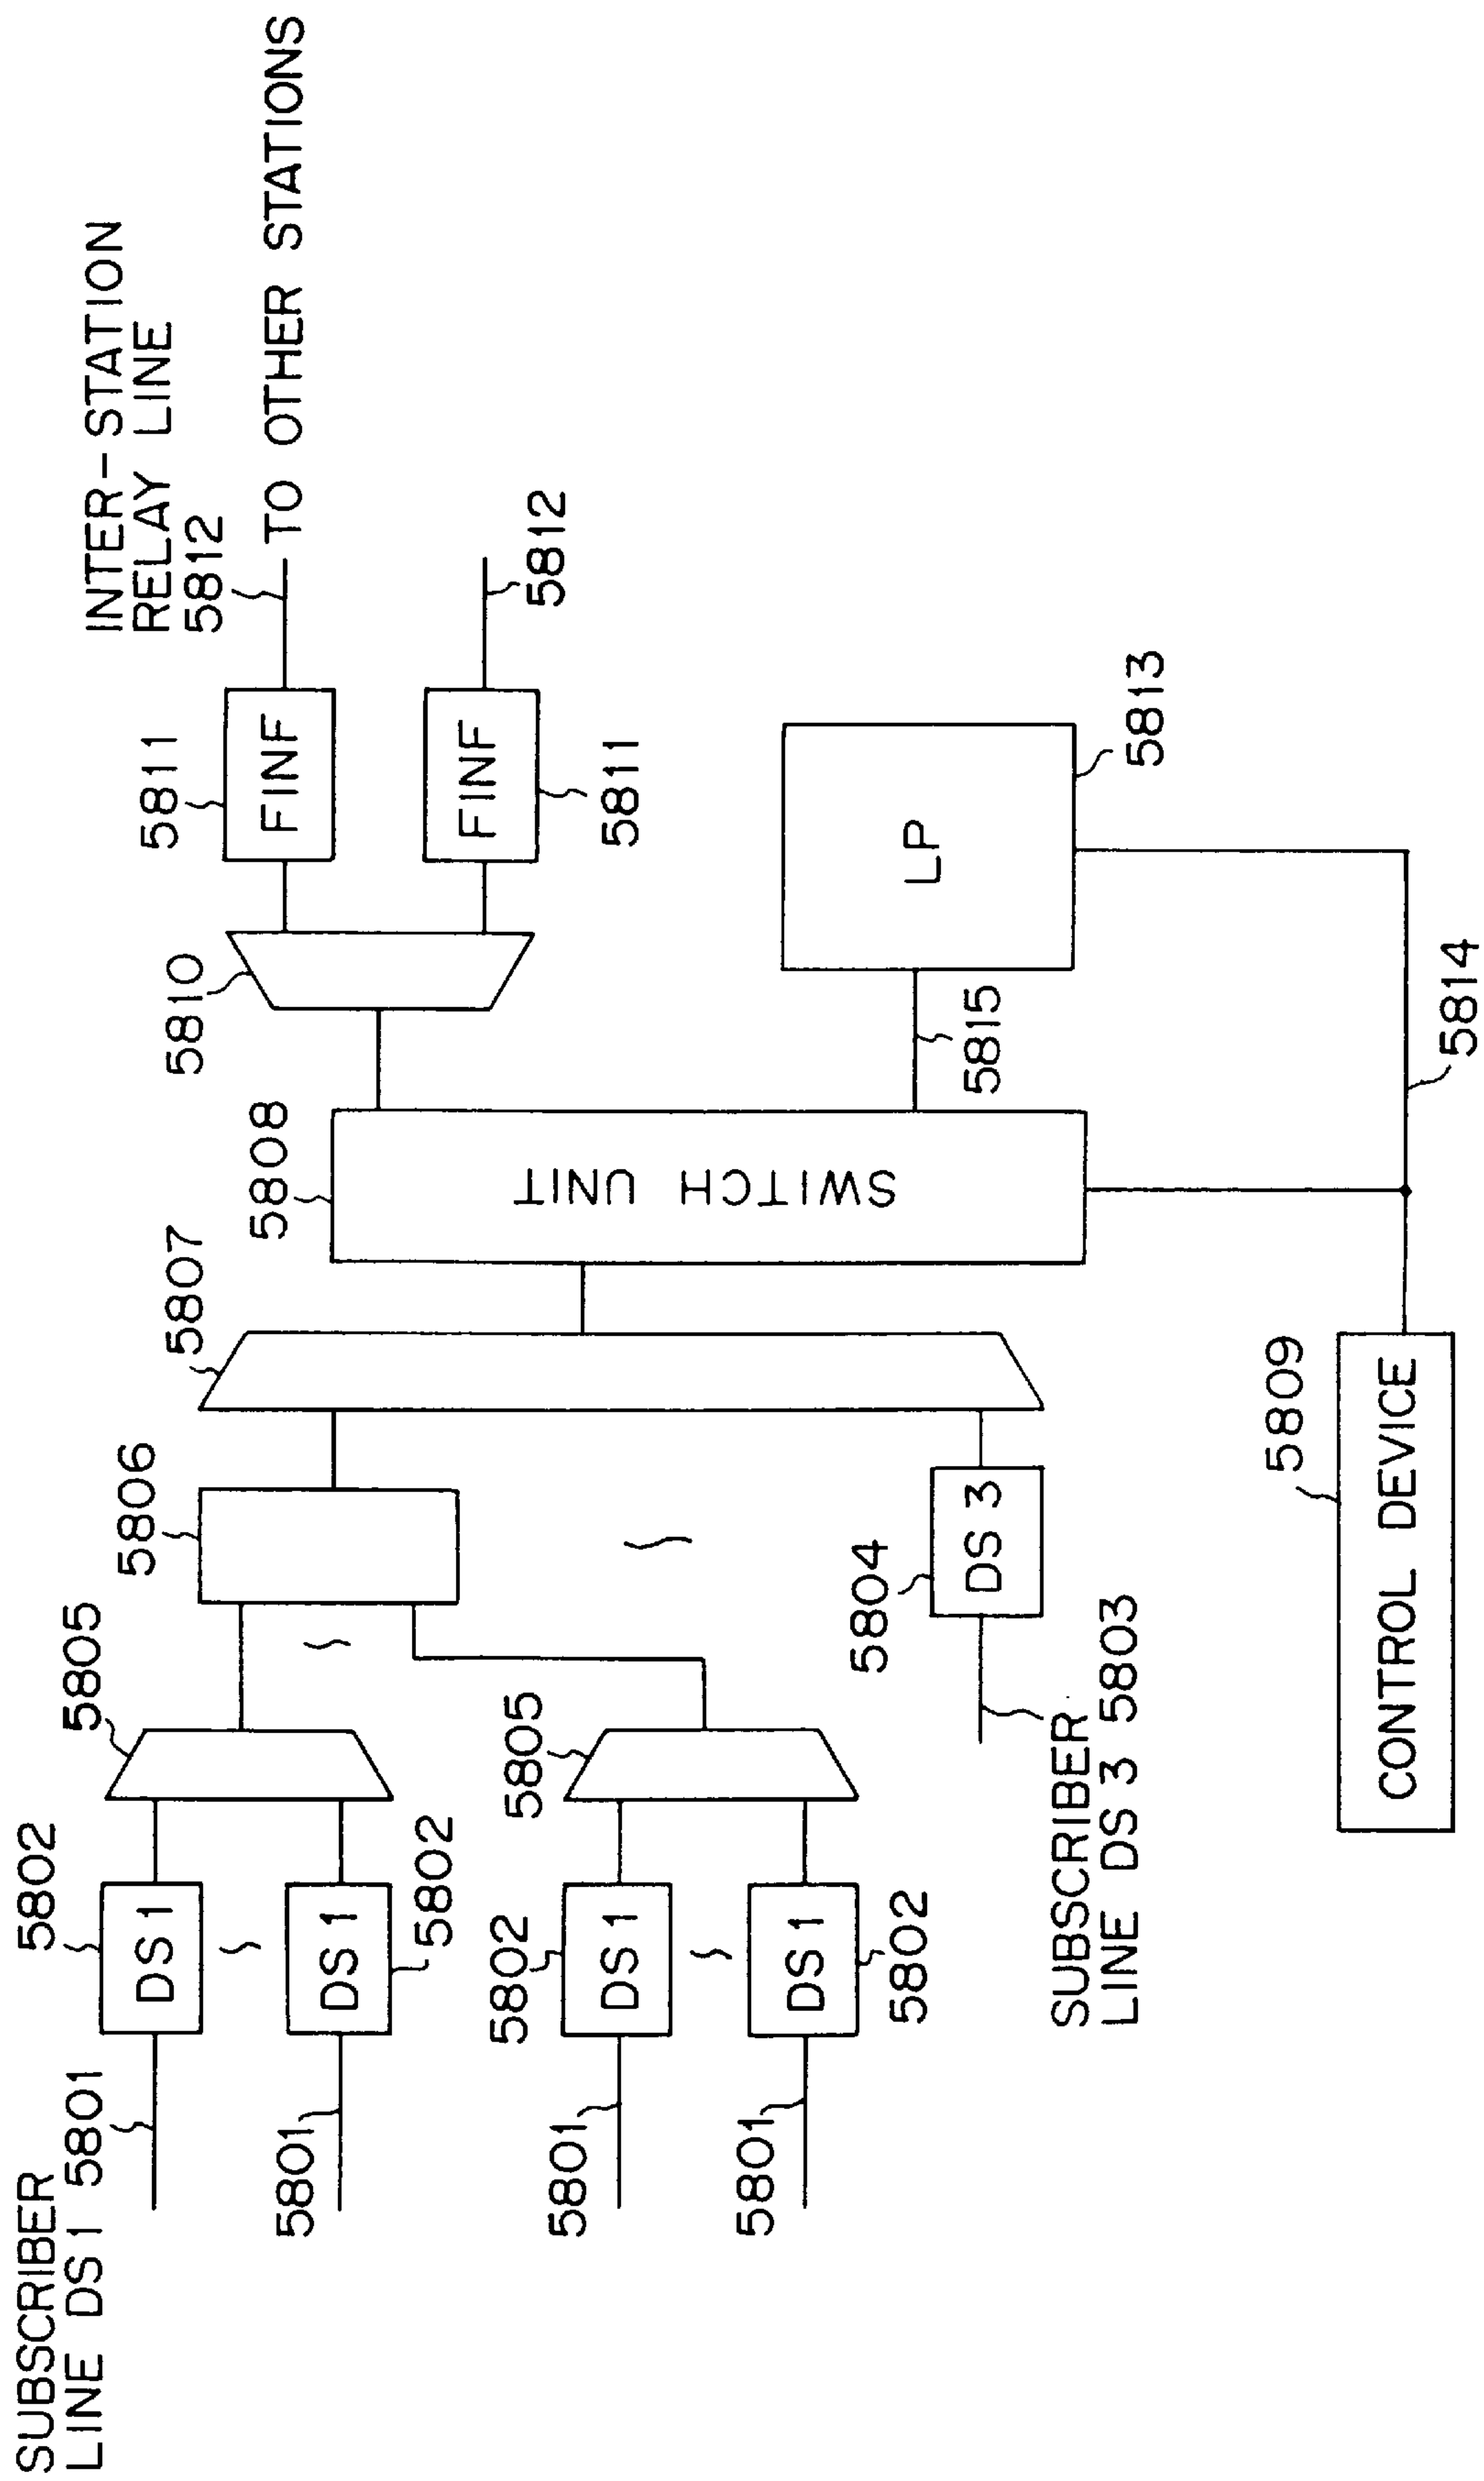 SUBSCRIBER
LINE DS1 5801
5802
DS1
5801
5802
DS1
5805
5801
5802
DS1
5801
5802
DS1
5805
5806
SUBSCRIBER
LINE DS 3 5803
5804
DS 3
5807
5808
SWITCH UNIT
5809
CONTROL DEVICE
5810
5811
FINF
5811
FINF
INTER-STATION
RELAY LINE
5812
TO OTHER STATIONS
5812
5815
LP
5813
5814